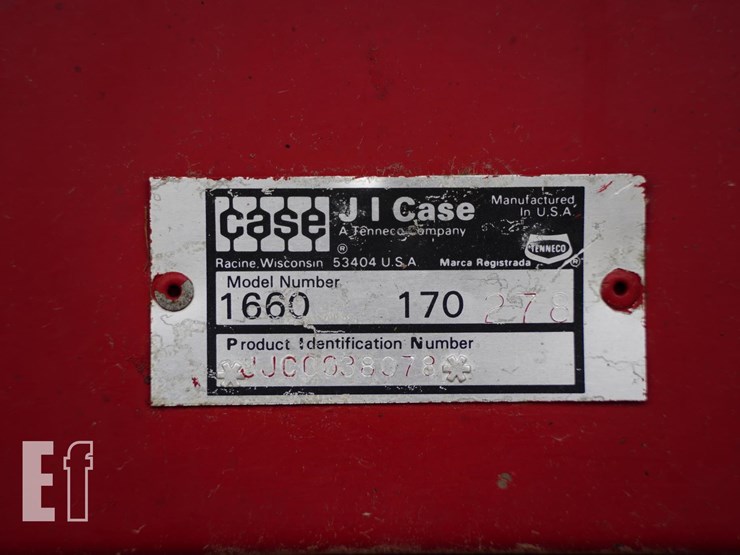 case
J I Case
A Tenneco Company
Manufactured
In U.S.A.
TENNECO
Racine, Wisconsin 53404 U.S.A. Marca Registrada
Model Number
1660 170 278
Product Identification Number
JJC0038078
Ef